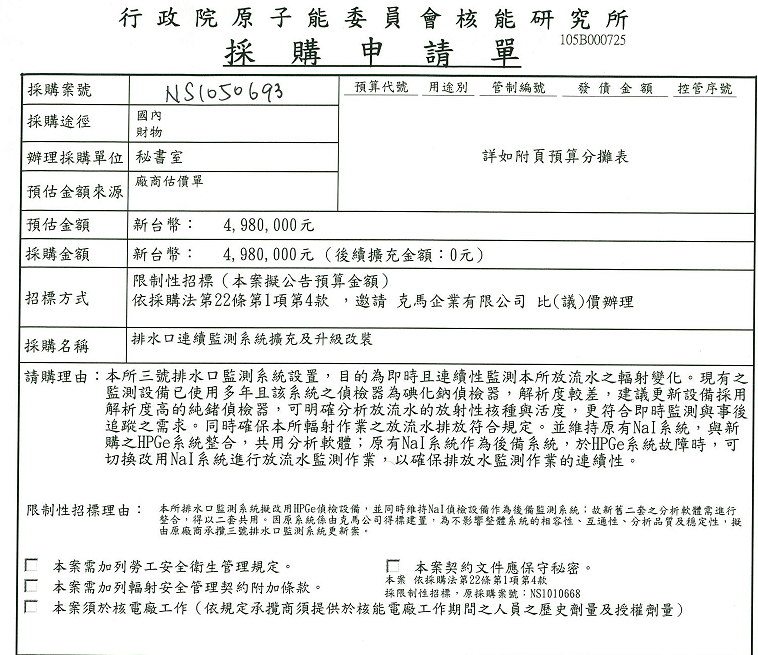 行政院原子能委員會核能研究所
105B000725
採購申請單
採購案號 NS1050693
預算代號 用途別 管制編號 發債金額 控管序號
採購途徑 國內
財物
詳如附頁預算分攤表
辦理採購單位 秘書室
預估金額來源 廠商估價單
預估金額 新台幣： 4,980,000元
採購金額 新台幣： 4,980,000元（後續擴充金額：0元）
招標方式 限制性招標（本案擬公告預算金額）
依採購法第22條第1項第4款 ，邀請 克馬企業有限公司 比(議)價辦理
採購名稱 排水口連續監測系統擴充及升級改裝
請購理由：本所三號排水口監測系統設置，目的為即時且連續性監測本所放流水之輻射變化。現有之
監測設備已使用多年且該系統之偵檢器為碘化鈉偵檢器，解析度較差，建議更新設備採用
解析度高的純鍺偵檢器，可明確分析放流水的放射性核種與活度，更符合即時監測與事後
追蹤之需求。同時確保本所輻射作業之放流水排放符合規定。並維持原有NaI系統，與新
購之HPGe系統整合，共用分析軟體；原有NaI系統作為後備系統，於HPGe系統故障時，可
切換改用NaI系統進行放流水監測作業，以確保排放水監測作業的連續性。
限制性招標理由： 本所排水口監測系統擬改用HPGe偵檢設備，並同時維持NaI偵檢設備作為後備監測系統；故新舊二套之分析軟體需進行
整合，得以二套共用。因原系統係由克馬公司得標建置，為不影響整體系統的相容性、互通性、分析品質及穩定性，擬
由原廠商承攬三號排水口監測系統更新案。
本案需加列勞工安全衛生管理規定。 本案契約文件應保守秘密。
本案需加列輻射安全管理契約附加條款。 本案 依採購法第22條第1項第4款
採限制性招標，原採購案號：NS1010668
本案須於核電廠工作（依規定承攬商須提供於核能電廠工作期間之人員之歷史劑量及授權劑量）